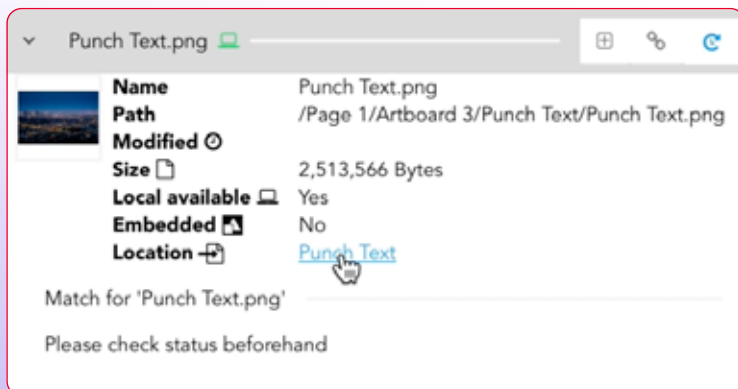 Punch Text.png
Name Punch Text.png
Path /Page 1/Artboard 3/Punch Text/Punch Text.png
Modified
Size 2,513,566 Bytes
Local available Yes
Embedded No
Location Punch Text
Match for 'Punch Text.png'
Please check status beforehand